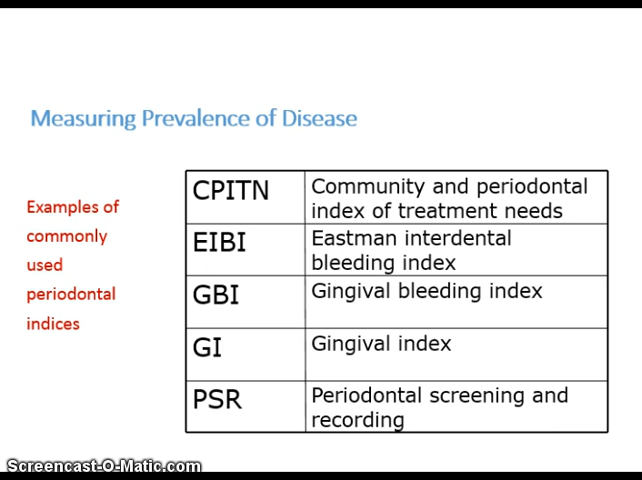 Measuring Prevalence of Disease
Examples of
commonly
used
periodontal
indices
CPITN
Community and periodontal
index of treatment needs
EIBI
Eastman interdental
bleeding index
GBI
Gingival bleeding index
GI
Gingival index
PSR
Periodontal screening and
recording
Screencast-O-Matic.com